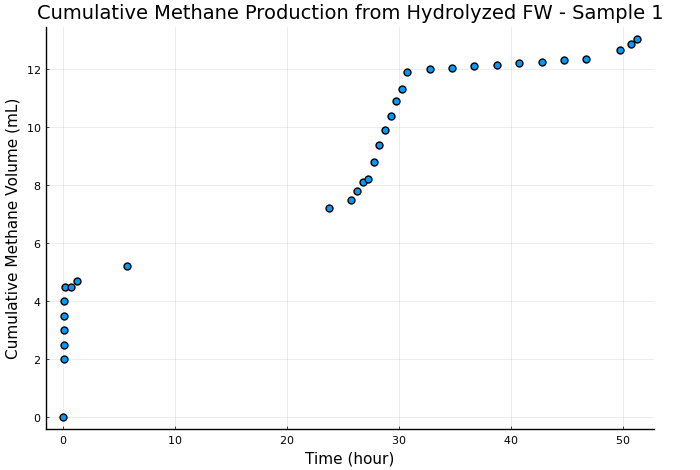 Cumulative Methane Production from Hydrolyzed FW - Sample 1
Cumulative Methane Volume (mL)
12
10
8
6
4
2
0
0 10 20 30 40 50
Time (hour)